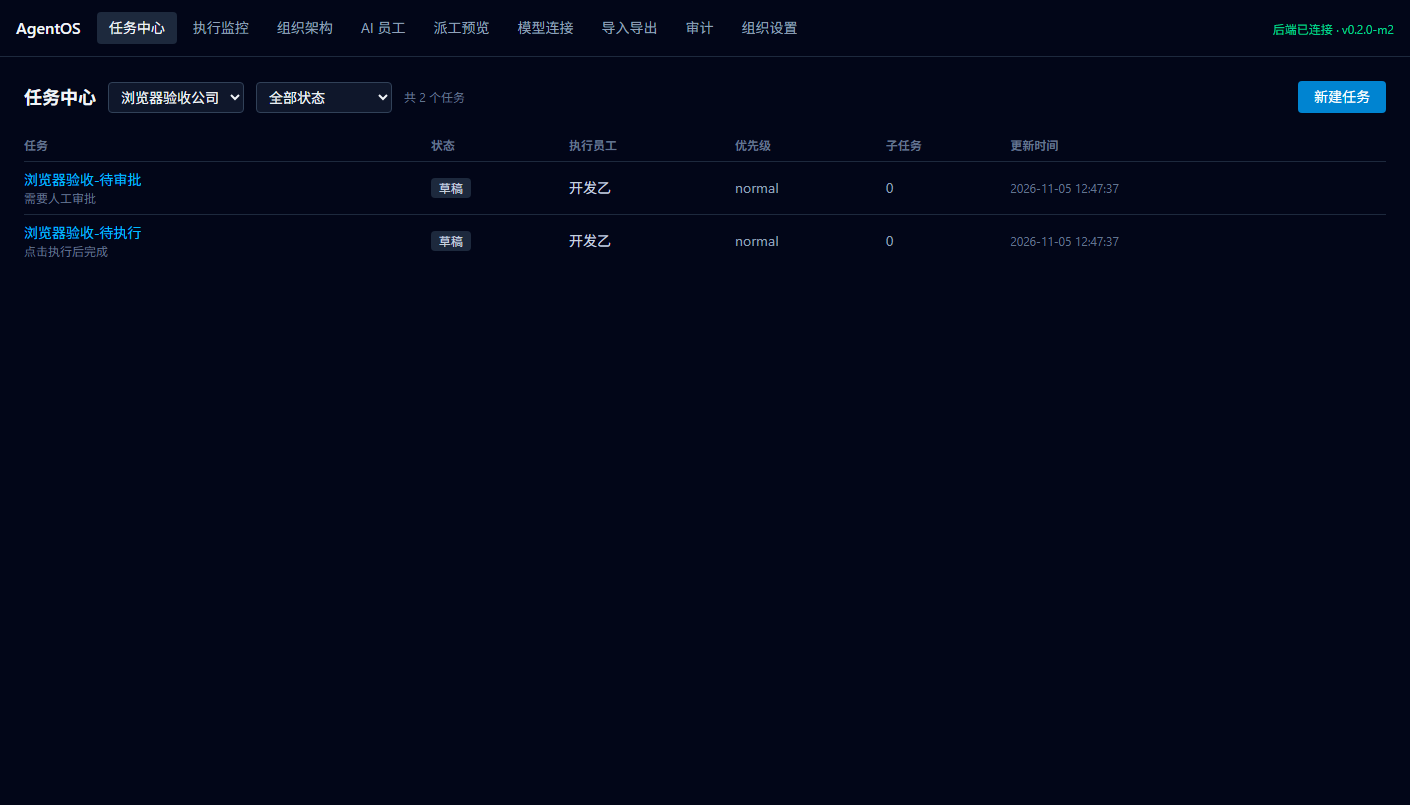 AgentOS 任务中心 执行监控 组织架构 AI 员工 派工预览 模型连接 导入导出 审计 组织设置 后端已连接 · v0.2.0-m2
任务中心 浏览器验收公司 全部状态 共 2 个任务 新建任务
任务 状态 执行员工 优先级 子任务 更新时间
浏览器验收-待审批 草稿 开发乙 normal 0 2026-11-05 12:47:37
需要人工审批
浏览器验收-待执行 草稿 开发乙 normal 0 2026-11-05 12:47:37
点击执行后完成